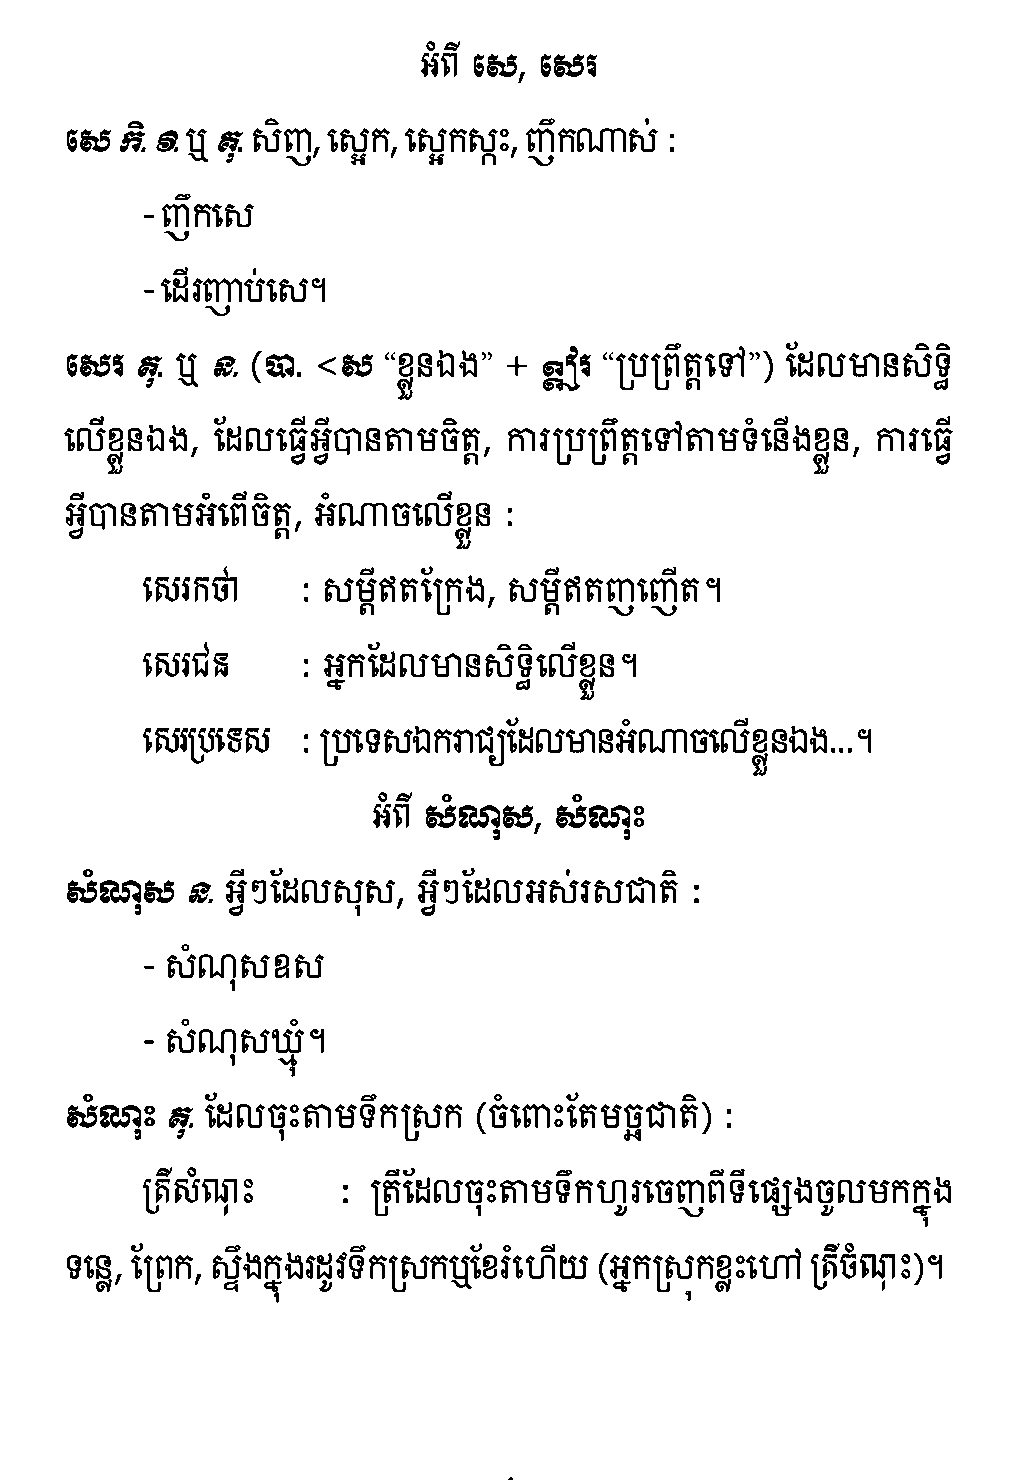 អំពី សេ, សេរ
សេ កិ. វិ. ឬ គុ. សិញ, ស្អេក, ស្អេកស្កះ, ញឹកណាស់ :
- ញឹកសេ
- ដើរញាប់សេ។
សេរ គុ. ឬ ន. (បា. <ស “ខ្លួនឯង” + “ប្រព្រឹត្តទៅ”) ដែលមានសិទ្ធិ
លើខ្លួនឯង, ដែលធ្វើអ្វីបានតាមចិត្ត, ការប្រព្រឹត្តទៅតាមទំនើងខ្លួន, ការធ្វើ
អ្វីបានតាមអំពើចិត្ត, អំណាចលើខ្លួន :
សេរកថា : សម្ដីឥតក្រែង, សម្ដីឥតញញើត។
សេរជន : អ្នកដែលមានសិទ្ធិលើខ្លួន។
សេរប្រទេស : ប្រទេសឯករាជ្យដែលមានអំណាចលើខ្លួនឯង...។
អំពី សំណុស, សំណុះ
សំណុស ន. អ្វីៗដែលសុស, អ្វីៗដែលអស់រសជាតិ :
- សំណុសឧស
- សំណុសឃ្មុំ។
សំណុះ គុ. ដែលចុះតាមទឹកស្រក (ចំពោះតែមច្ឆជាតិ) :
ត្រីសំណុះ : ត្រីដែលចុះតាមទឹកហូរចេញពីទីផ្សេងចូលមកក្នុង
ទន្លេ, ព្រែក, ស្ទឹងក្នុងរដូវទឹកស្រកឬខែរំហើយ (អ្នកស្រុកខ្លះហៅ ត្រីចំណុះ)។